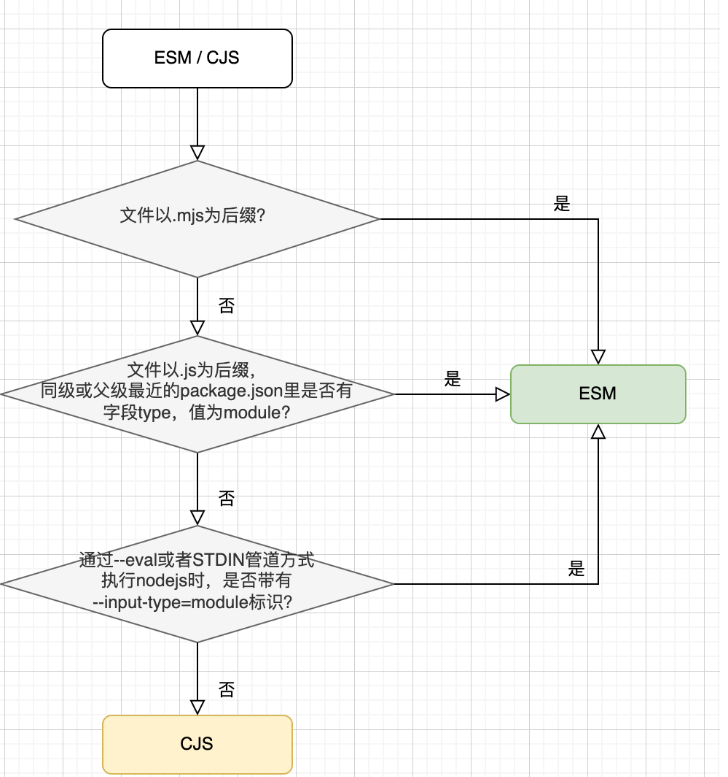 ESM / CJS
文件以.mjs为后缀?
是
否
文件以.js为后缀，
同级或父级最近的package.json里是否有
字段type，值为module?
是
ESM
否
通过--eval或者STDIN管道方式
执行nodejs时，是否带有
--input-type=module标识?
是
否
CJS